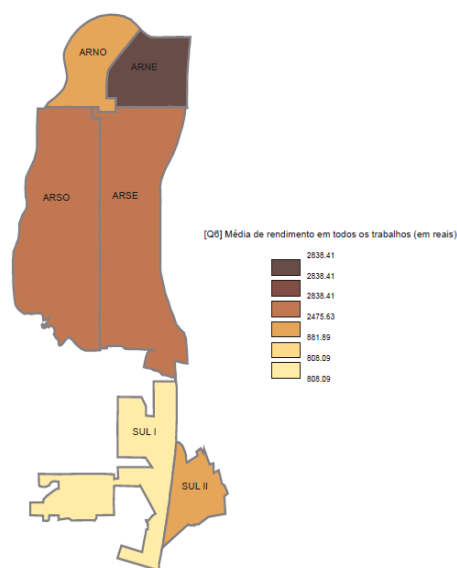 ARNO
ARNE
ARSO
ARSE
[Q6] Média de rendimento em todos os trabalhos (em reais)
2838.41
2838.41
2838.41
2475.63
881.89
808.09
808.09
SUL I
SUL II